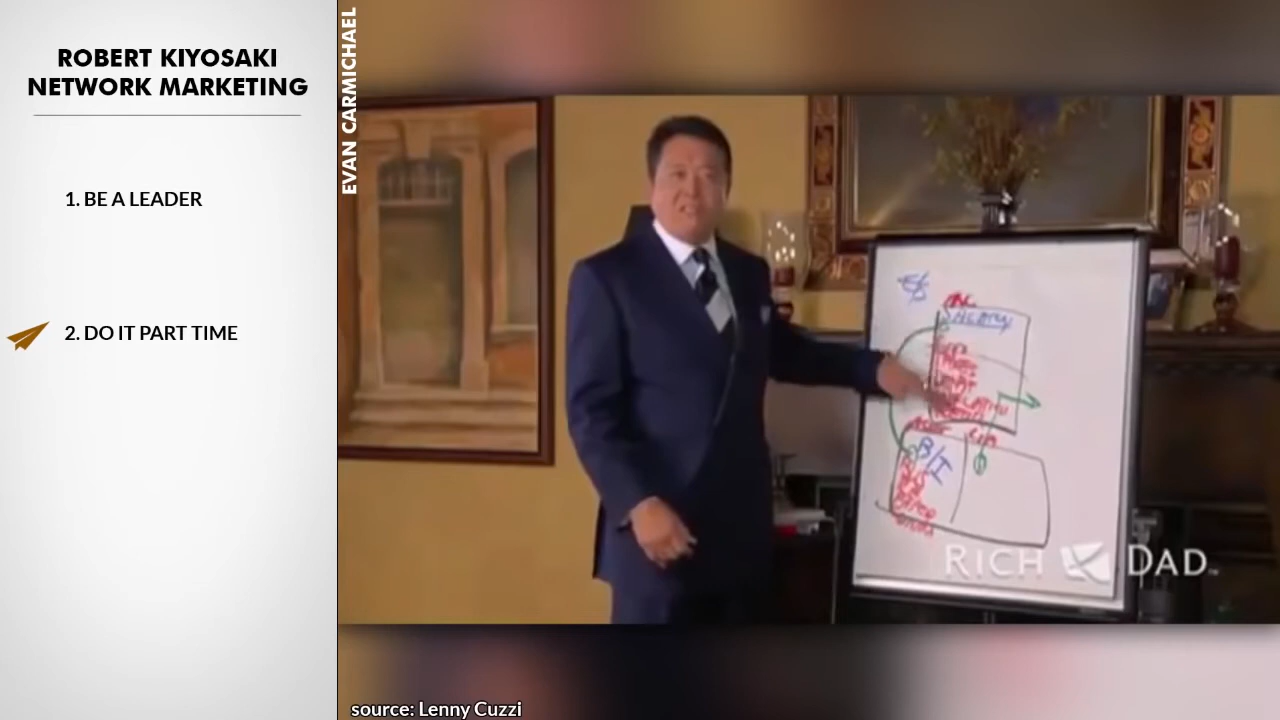 ROBERT KIYOSAKI
NETWORK MARKETING
1. BE A LEADER
2. DO IT PART TIME
EVAN CARMICHAEL
E/S
B/I
RICH DAD
source: Lenny Cuzzi